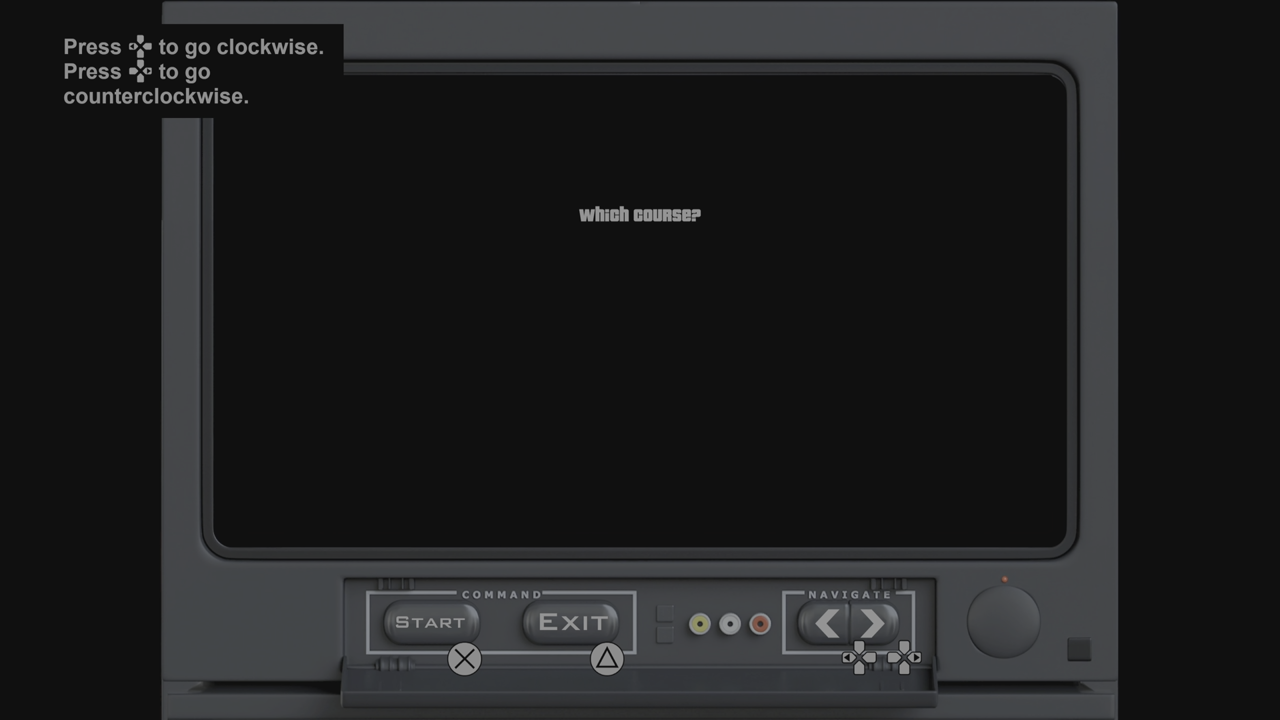 Press to go clockwise.
Press to go
counterclockwise.
which course?
COMMAND
NAVIGATE
START
EXIT